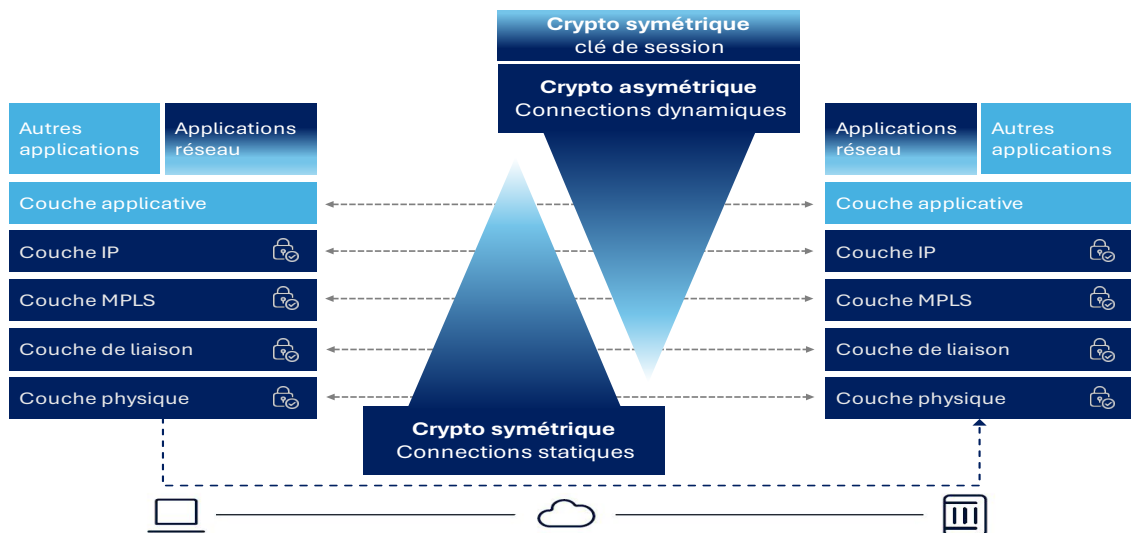 Crypto symétrique
clé de session
Crypto asymétrique
Connections dynamiques
Autres
applications
Applications
réseau
Couche applicative
Couche IP
Couche MPLS
Couche de liaison
Couche physique
Crypto symétrique
Connections statiques
Applications
réseau
Autres
applications
Couche applicative
Couche IP
Couche MPLS
Couche de liaison
Couche physique